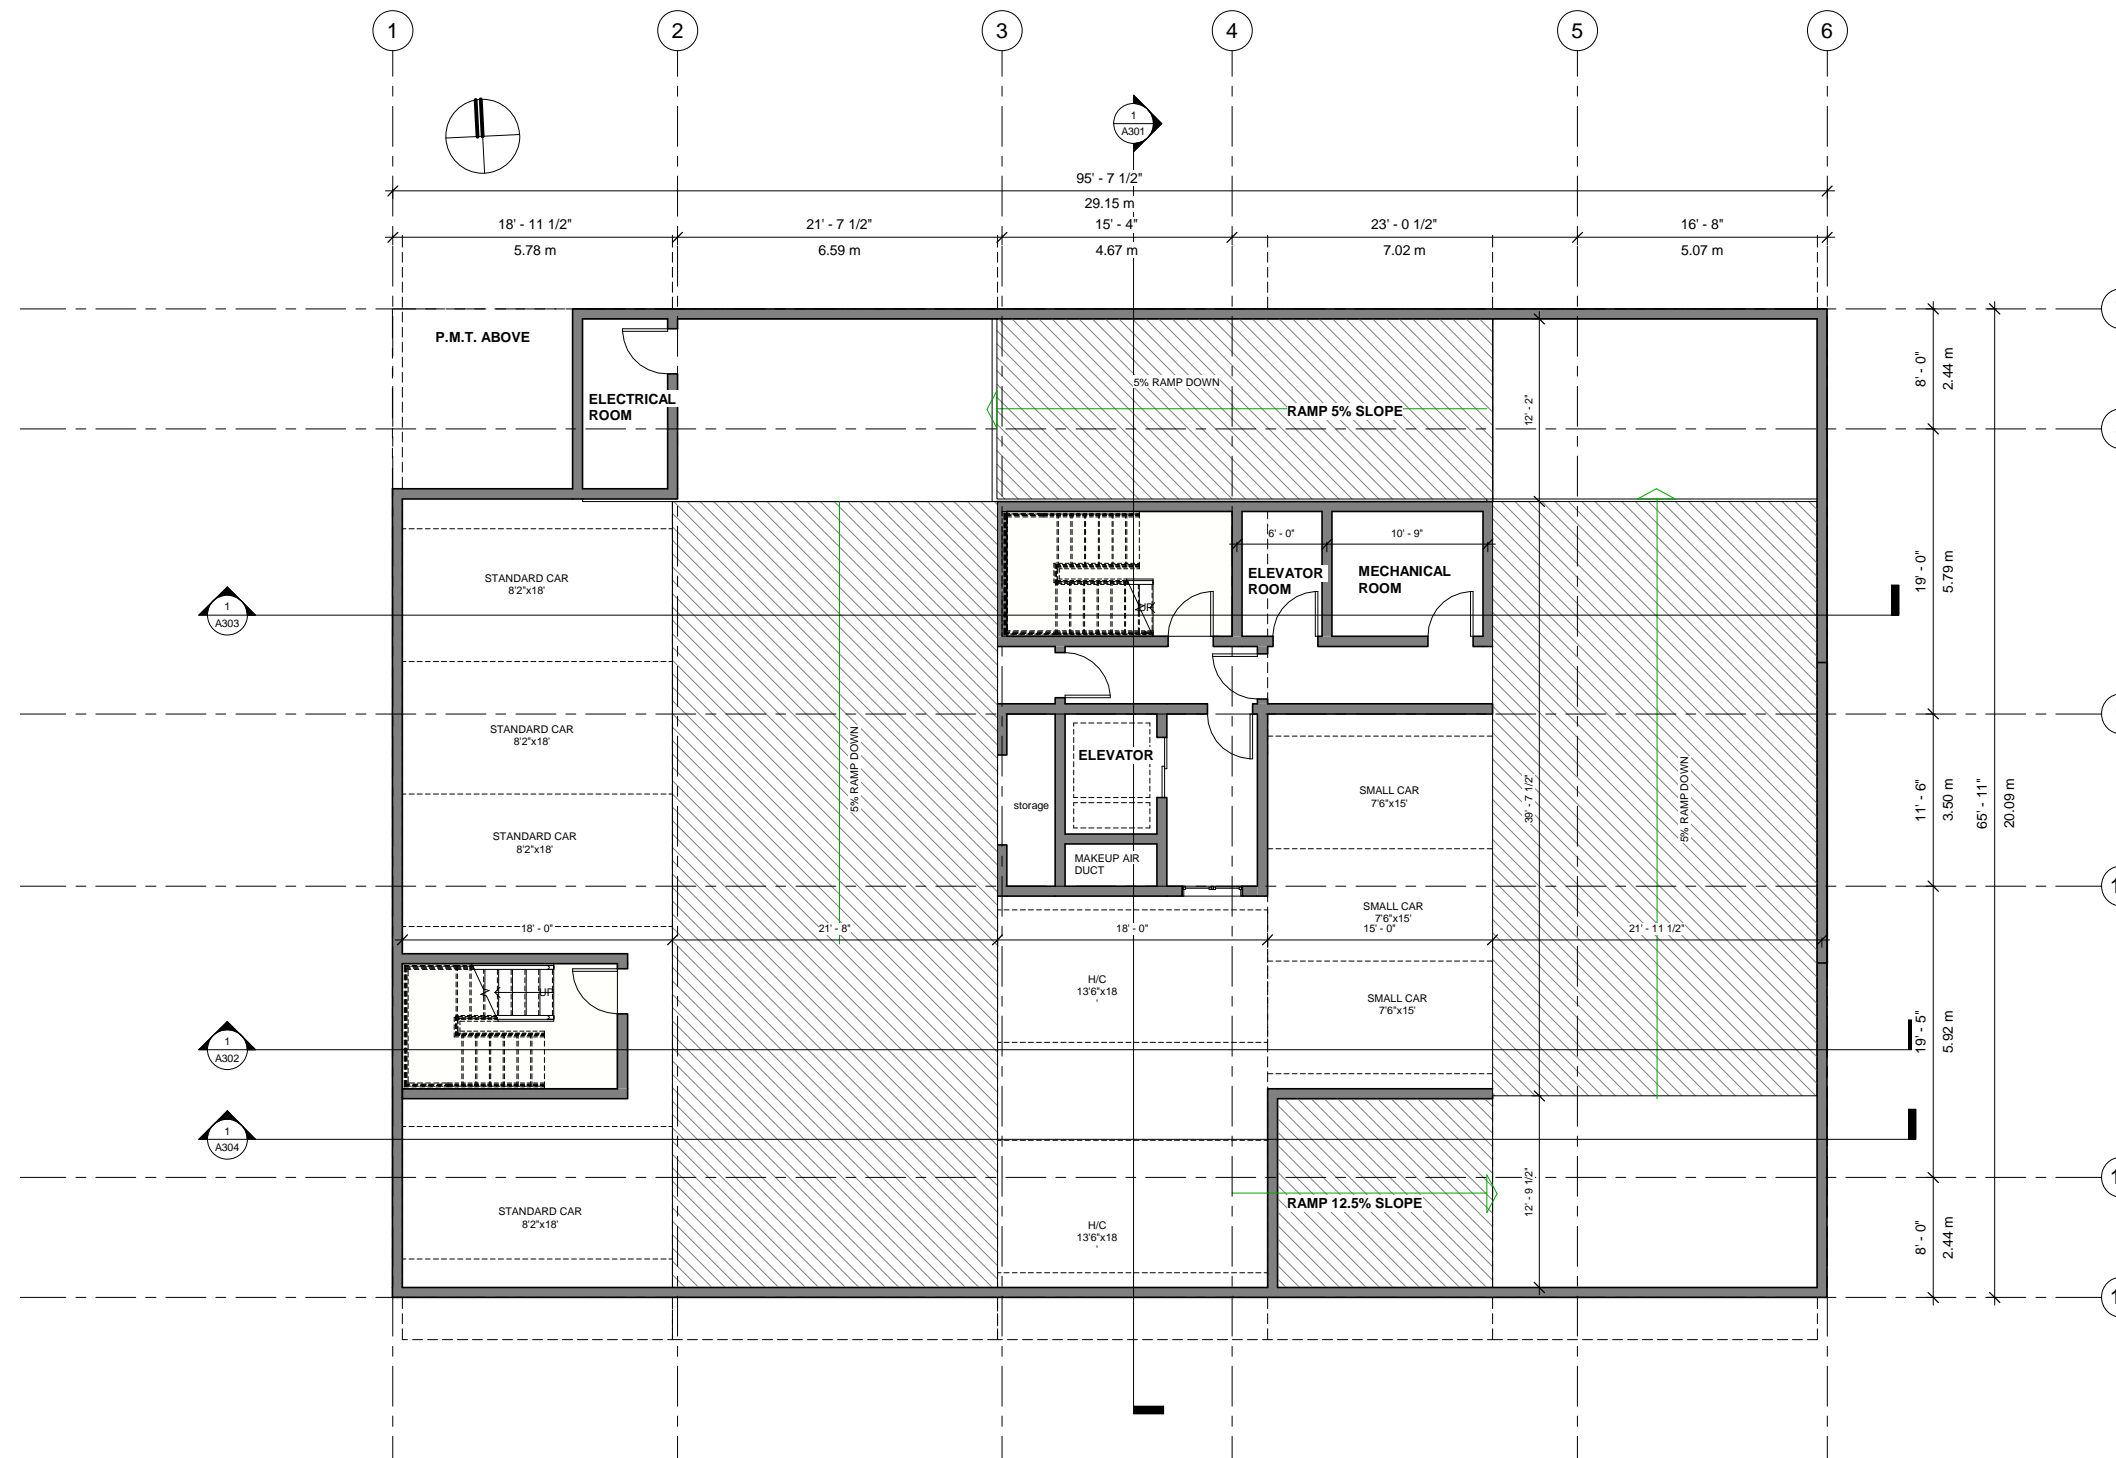 1
2
3
4
5
6
1
A301
95' - 7 1/2"
29.15 m
18' - 11 1/2"
21' - 7 1/2"
15' - 4"
23' - 0 1/2"
16' - 8"
5.78 m
6.59 m
4.67 m
7.02 m
5.07 m
P.M.T. ABOVE
ELECTRICAL
ROOM
5% RAMP DOWN
RAMP 5% SLOPE
12' - 2"
8' - 0"
2.44 m
6' - 0"
10' - 9"
ELEVATOR
ROOM
MECHANICAL
ROOM
UP
STANDARD CAR
8'2"x18'
1
A303
19' - 0"
5.79 m
STANDARD CAR
8'2"x18'
5% RAMP DOWN
ELEVATOR
storage
SMALL CAR
7'6"x15'
39' - 7 1/2"
5% RAMP DOWN
11' - 6"
3.50 m
65' - 11"
20.09 m
STANDARD CAR
8'2"x18'
MAKEUP AIR
DUCT
SMALL CAR
7'6"x15'
18' - 0"
21' - 8"
18' - 0"
15' - 0"
21' - 11 1/2"
UP
H/C
13'6"x18
'
SMALL CAR
7'6"x15'
1
A302
19' - 5"
5.92 m
1
A304
STANDARD CAR
8'2"x18'
H/C
13'6"x18
'
RAMP 12.5% SLOPE
12' - 9 1/2"
8' - 0"
2.44 m